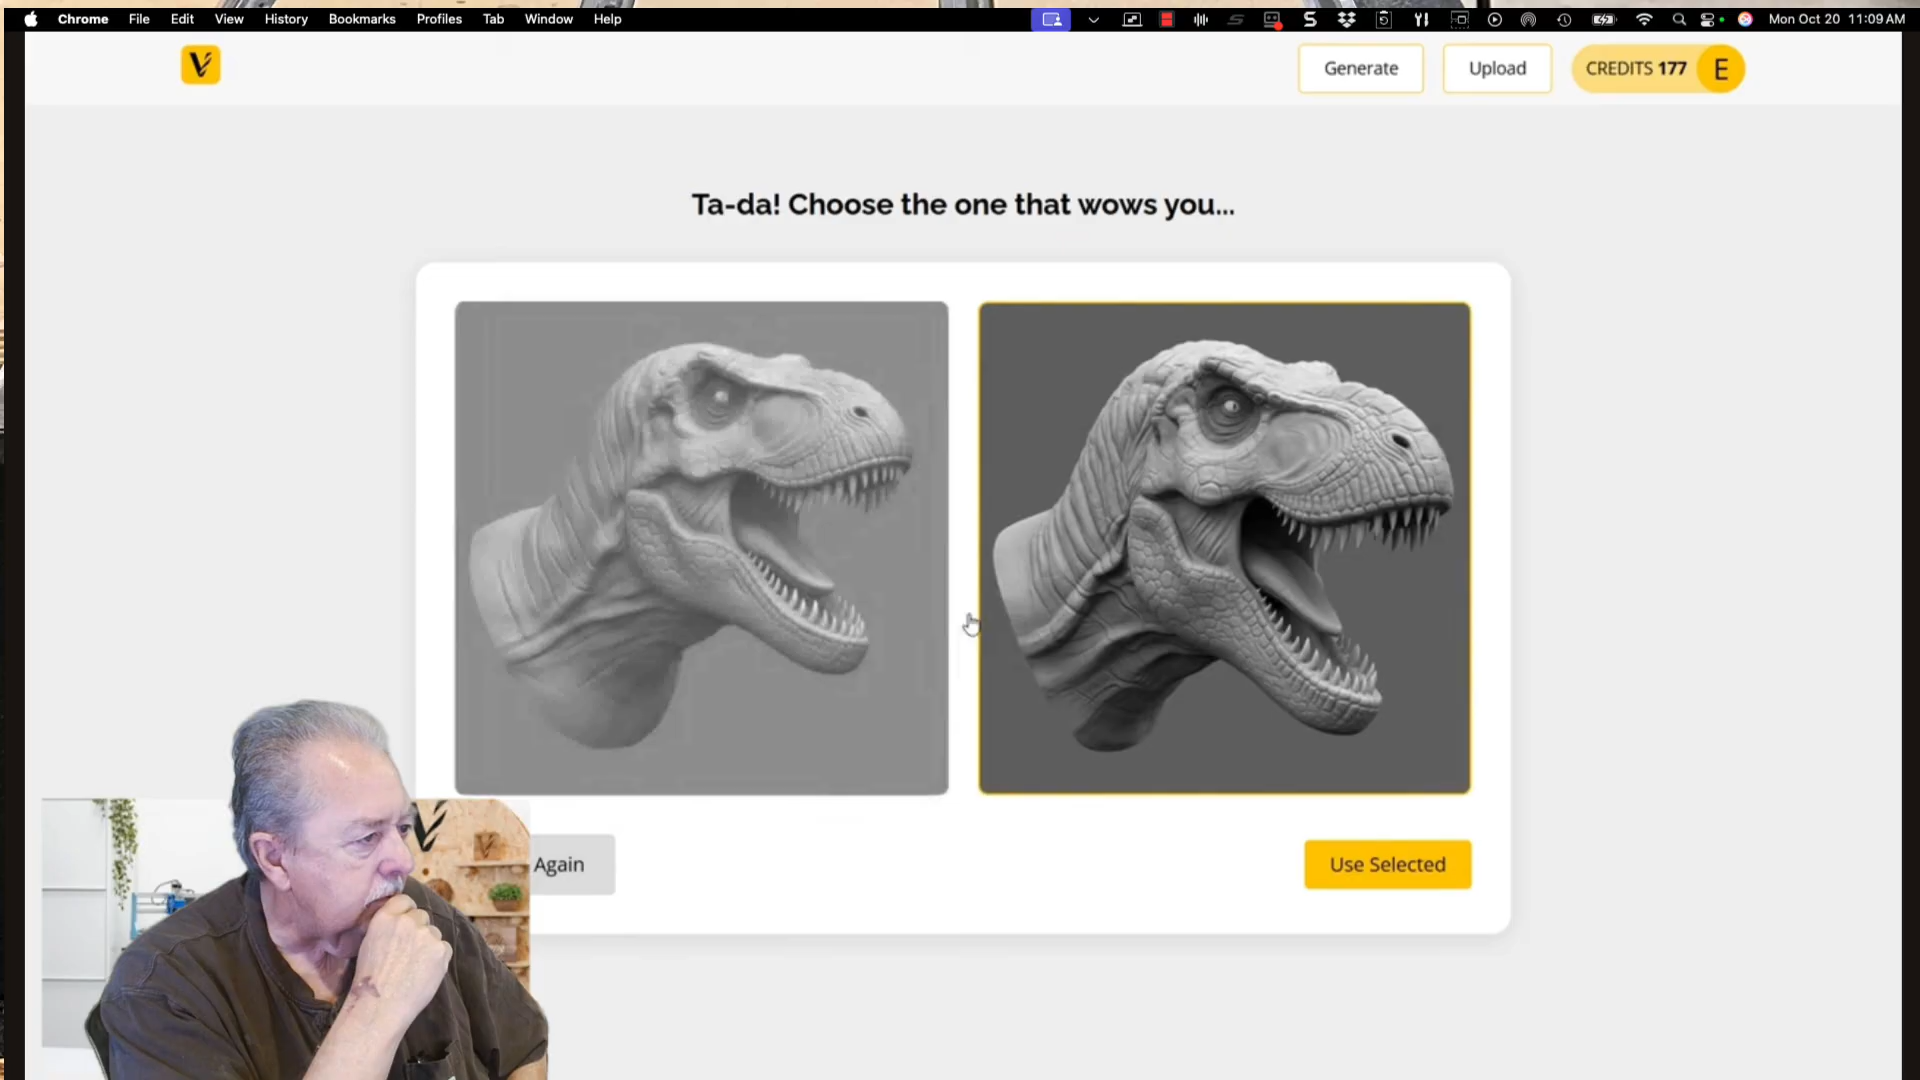 Chrome File Edit View History Bookmarks Profiles Tab Window Help Mon Oct 20 11:09 AM
Generate Upload CREDITS 177 E
Ta-da! Choose the one that wows you...
Again Use Selected